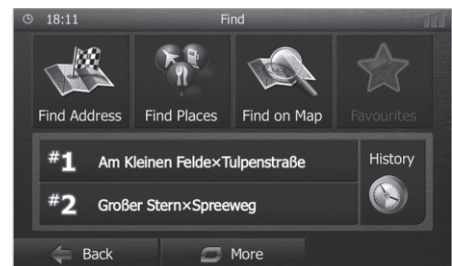 18:11 Find
Find Address Find Places Find on Map Favourites
#1 Am Kleinen Felde×Tulpenstraße History
#2 Großer Stern×Spreeweg
Back More